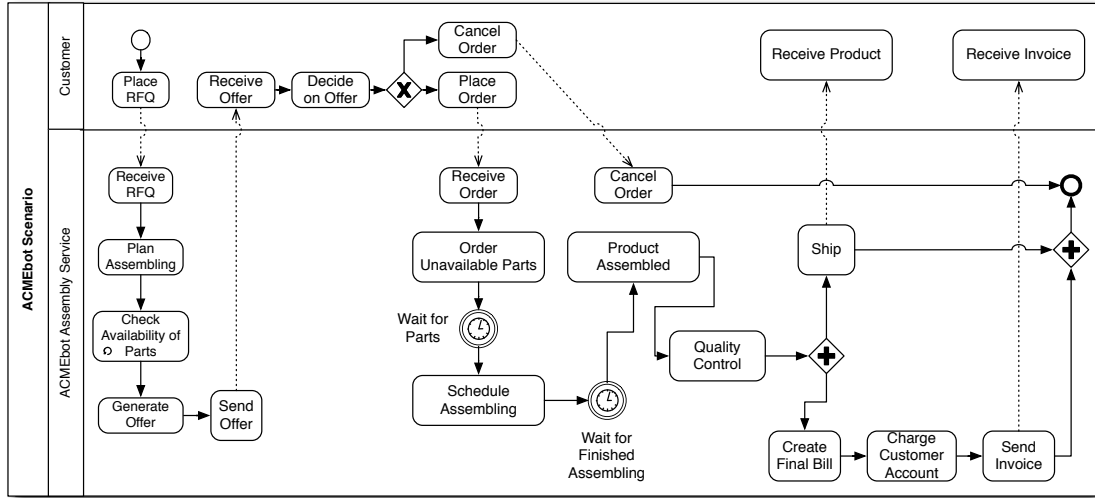 ACMEbot Scenario
Customer
Place
RFQ
Receive
Offer
Decide
on Offer
Cancel
Order
Place
Order
Receive Product
Receive Invoice
ACMEbot Assembly Service
Receive
RFQ
Plan
Assembling
Check
Availability of
Parts
Generate
Offer
Send
Offer
Receive
Order
Order
Unavailable Parts
Wait for
Parts
Schedule
Assembling
Wait for
Finished
Assembling
Product
Assembled
Cancel
Order
Quality
Control
Ship
Create
Final Bill
Charge
Customer
Account
Send
Invoice